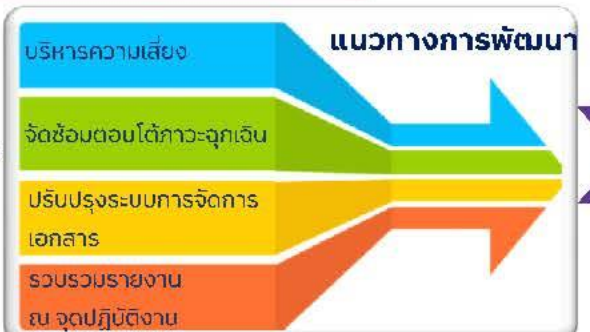 แนวทางการพัฒนา
บริหารความเสี่ยง
จัดซ้อมตอบโต้ภาวะฉุกเฉิน
ปรับปรุงระบบการจัดการ
เอกสาร
รวบรวมรายงาน
ณ จุดปฏิบัติงาน